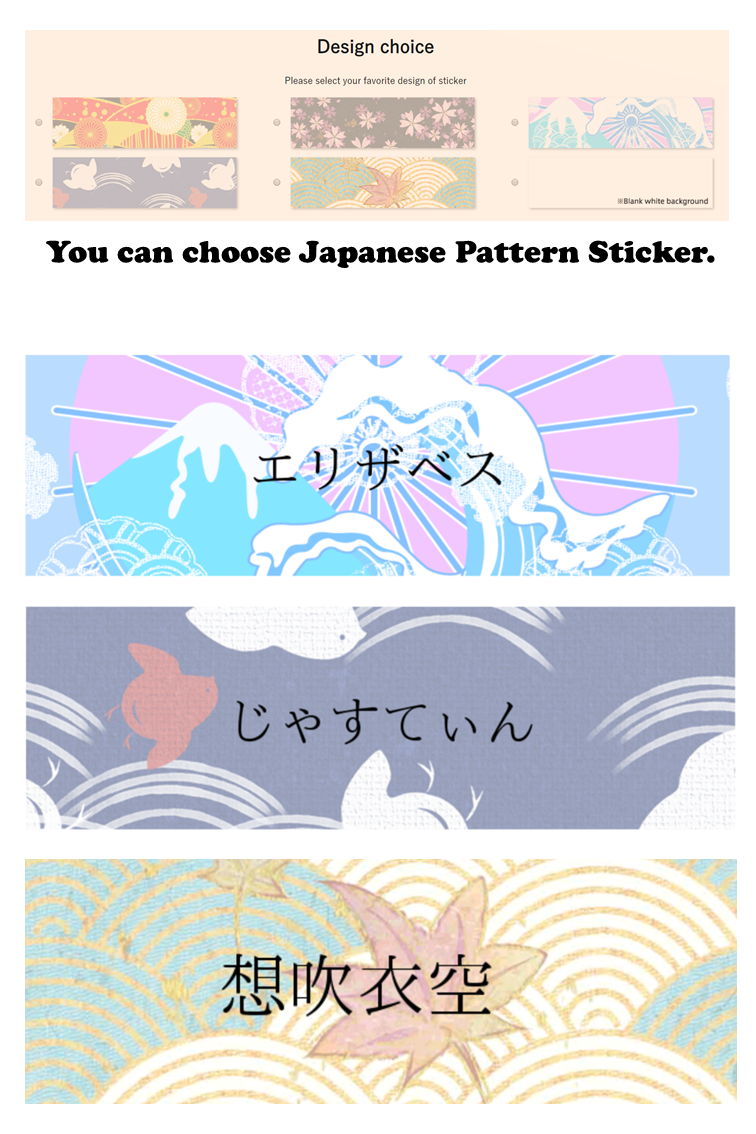 Design choice
Please select your favorite design of sticker
※Blank white background
You can choose Japanese Pattern Sticker.
エリザベス
じゃすてぃん
想吹衣空